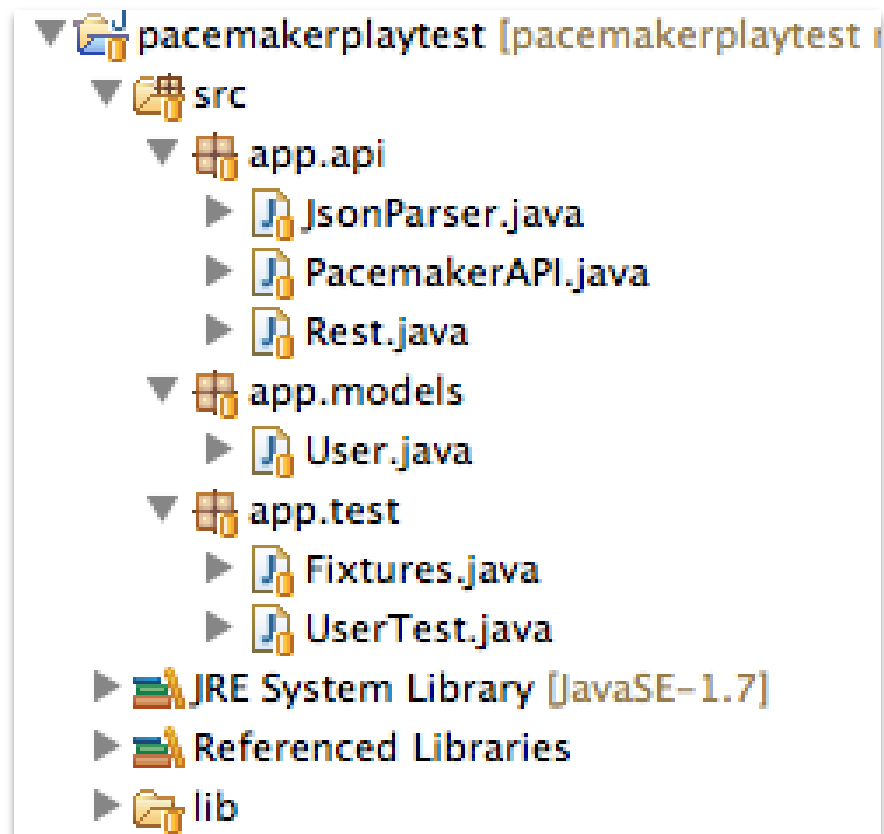 pacemakerplaytest [pacemakerplaytest
src
app.api
JsonParser.java
PacemakerAPI.java
Rest.java
app.models
User.java
app.test
Fixtures.java
UserTest.java
JRE System Library [JavaSE-1.7]
Referenced Libraries
lib